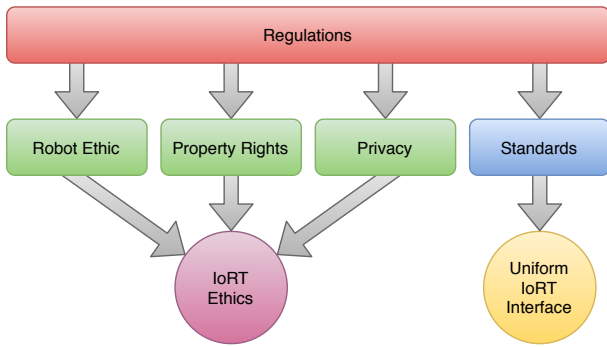 Regulations
Robot Ethic
Property Rights
Privacy
Standards
IoRT
Ethics
Uniform
IoRT
Interface